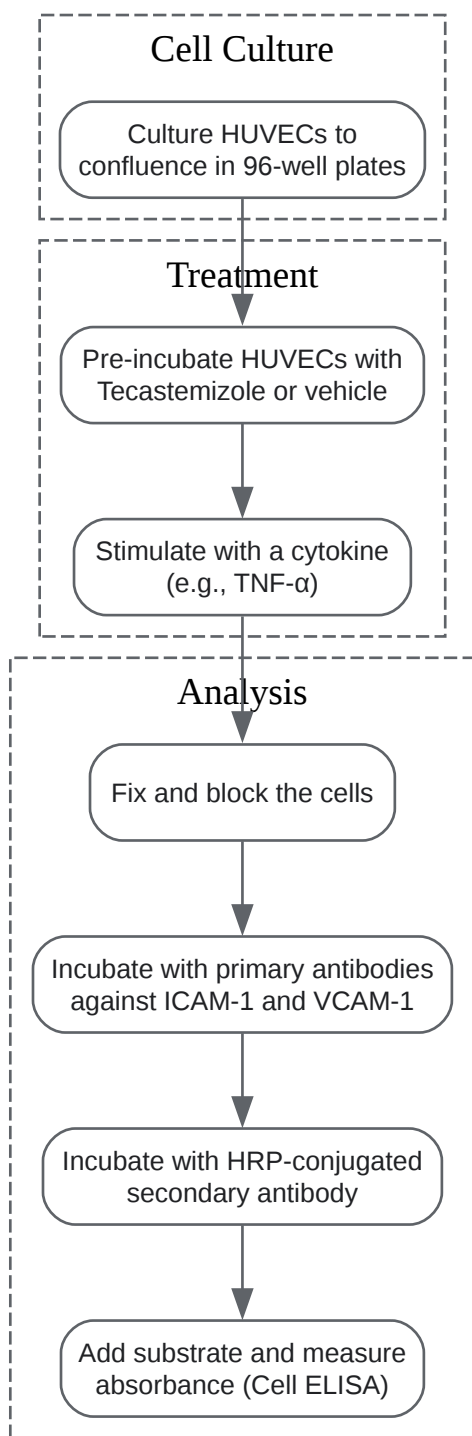 Cell Culture
Culture HUVECs to
confluence in 96-well plates
Treatment
Pre-incubate HUVECs with
Tecastemizole or vehicle
Stimulate with a cytokine
(e.g., TNF-α)
Analysis
Fix and block the cells
Incubate with primary antibodies
against ICAM-1 and VCAM-1
Incubate with HRP-conjugated
secondary antibody
Add substrate and measure
absorbance (Cell ELISA)